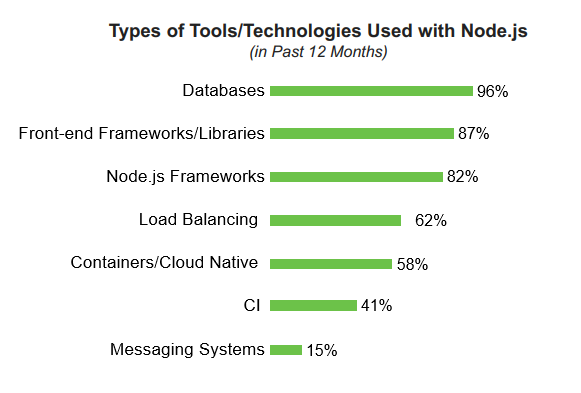 Types of Tools/Technologies Used with Node.js
(in Past 12 Months)
Databases 96%
Front-end Frameworks/Libraries 87%
Node.js Frameworks 82%
Load Balancing 62%
Containers/Cloud Native 58%
CI 41%
Messaging Systems 15%